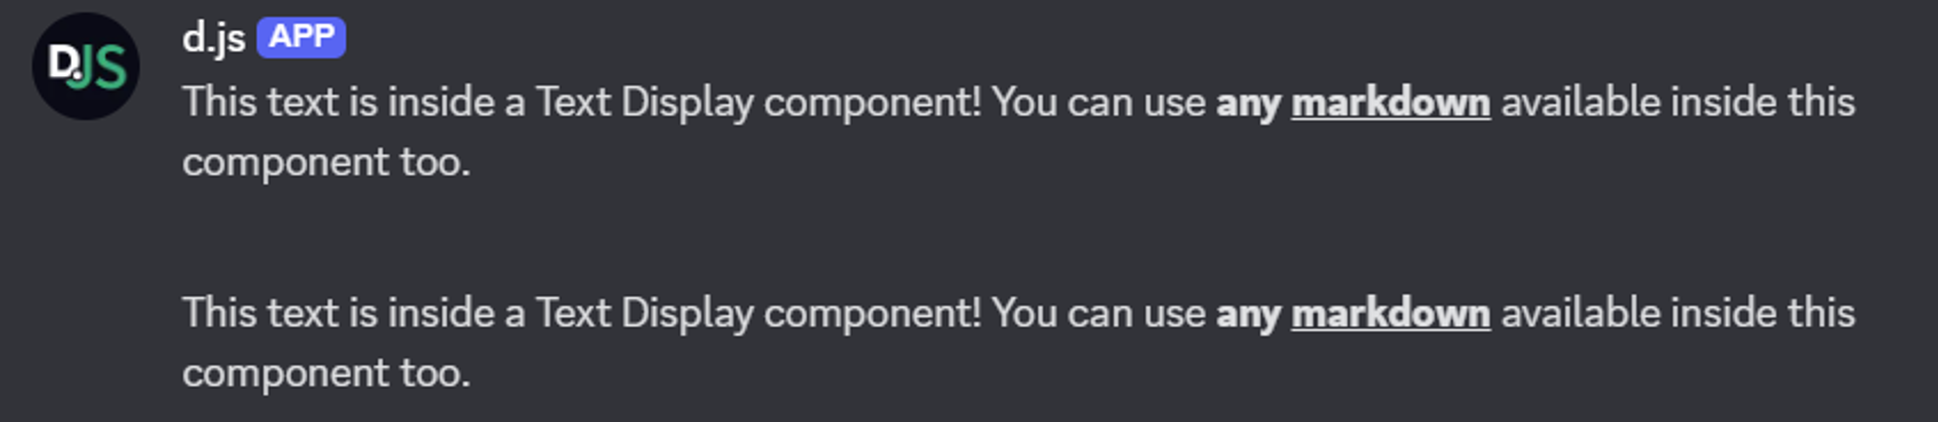 D.JS
d.js APP
This text is inside a Text Display component! You can use any markdown available inside this
component too.
This text is inside a Text Display component! You can use any markdown available inside this
component too.